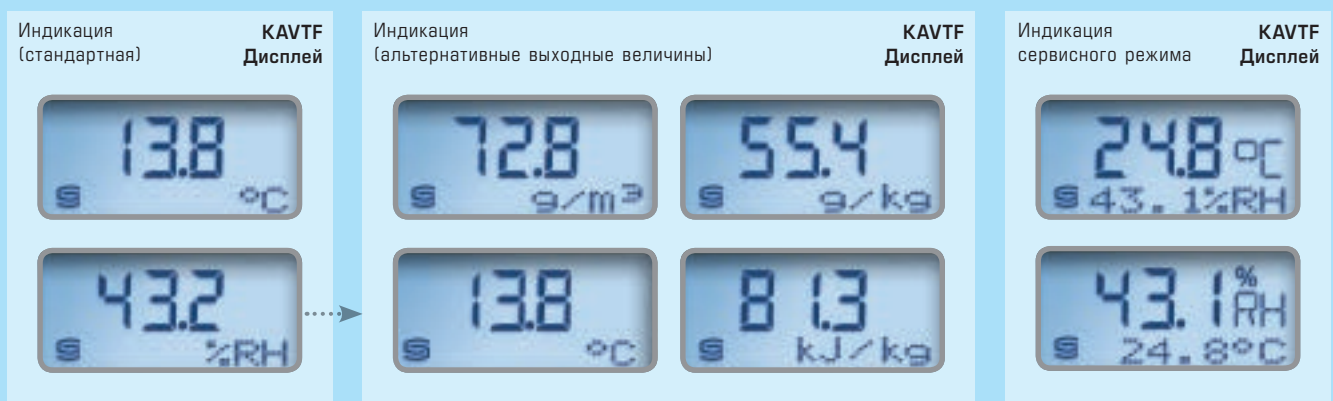 Индикация
(стандартная)
KAVTF
Дисплей
13.8
°C
43.2
%RH
Индикация
(альтернативные выходные величины)
KAVTF
Дисплей
72.8
g/m³
55.4
g/kg
13.8
°C
81.3
kJ/kg
Индикация
сервисного режима
KAVTF
Дисплей
24.8 °C
43.1%RH
43.1 % RH
24.8°C